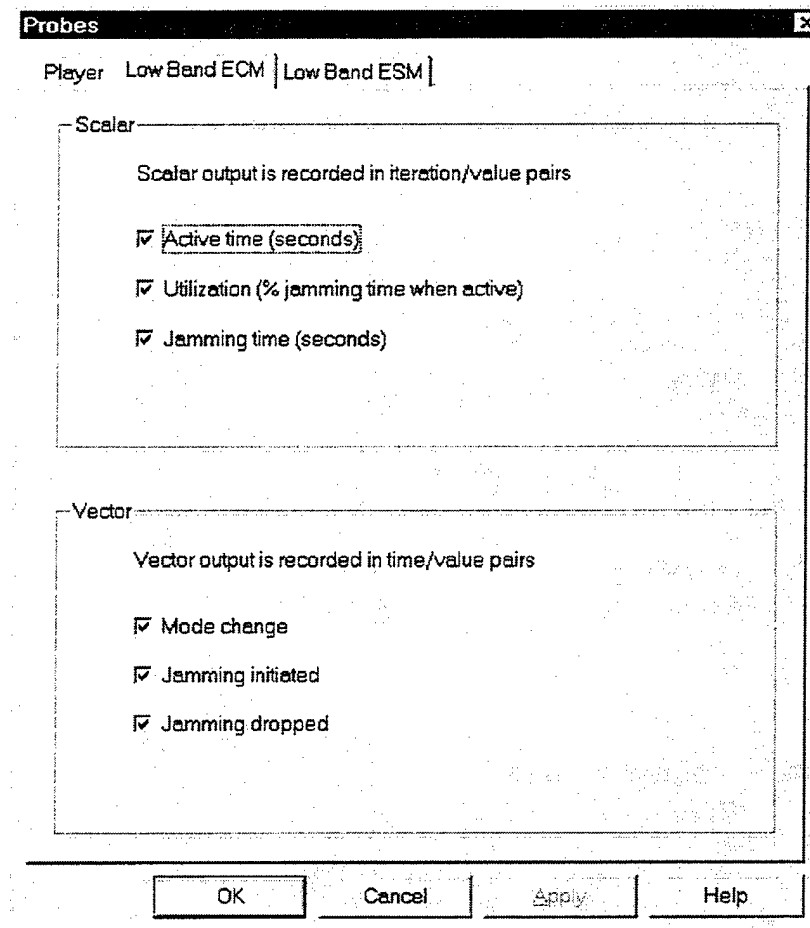 Probes
Player Low Band ECM Low Band ESM
Scalar
Scalar output is recorded in iteration/value pairs
Active time (seconds)
Utilization (% jamming time when active)
Jamming time (seconds)
Vector
Vector output is recorded in time/value pairs
Mode change
Jamming initiated
Jamming dropped
OK Cancel Apply Help